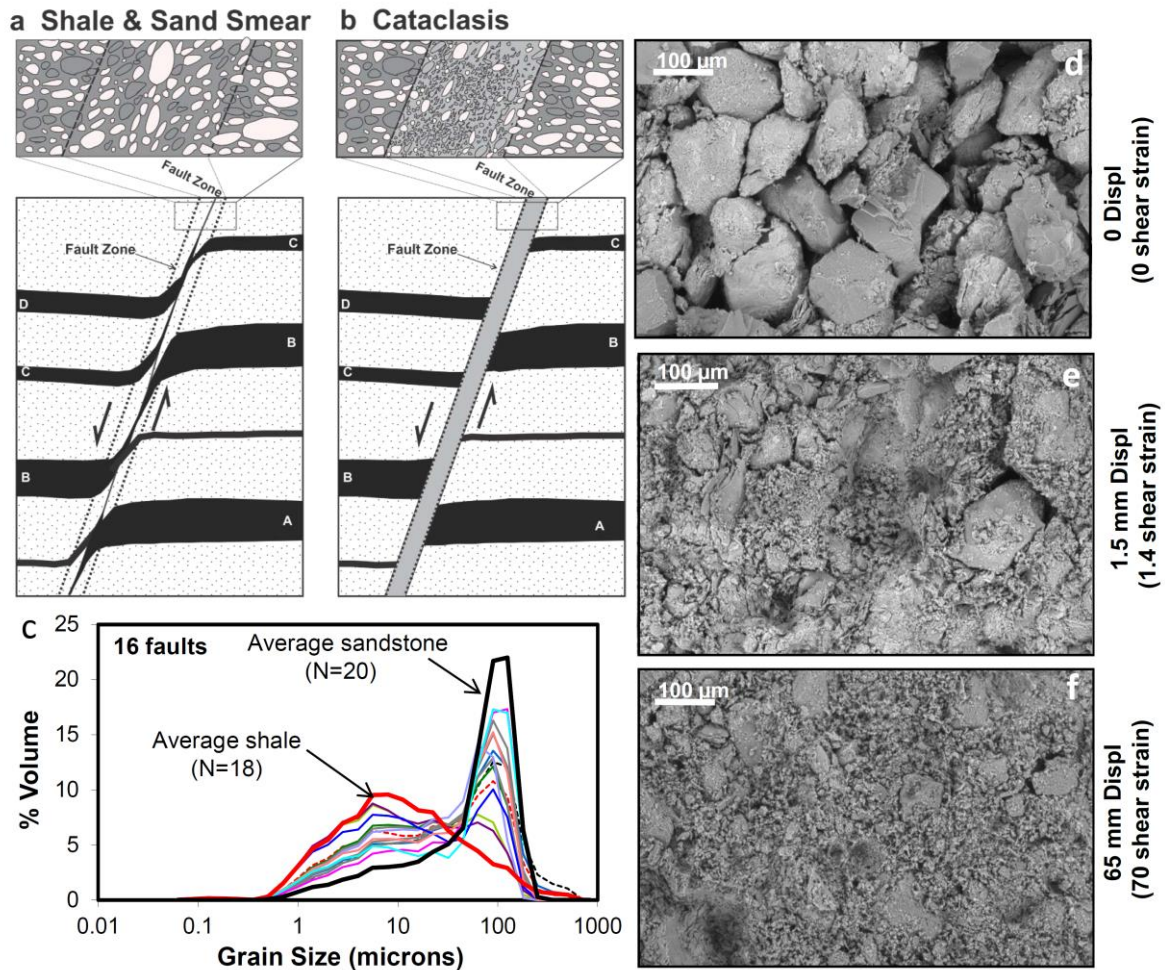 a Shale & Sand Smear
b Cataclasis
Fault Zone
Fault Zone
C
D
B
C
B
A
Fault Zone
Fault Zone
C
D
B
C
B
A
c
25
20
15
10
5
0
% Volume
16 faults
Average sandstone
(N=20)
Average shale
(N=18)
0.01
0.1
1
10
100
1000
Grain Size (microns)
100 µm
d
0 Displ
(0 shear strain)
100 µm
e
1.5 mm Displ
(1.4 shear strain)
100 µm
f
65 mm Displ
(70 shear strain)